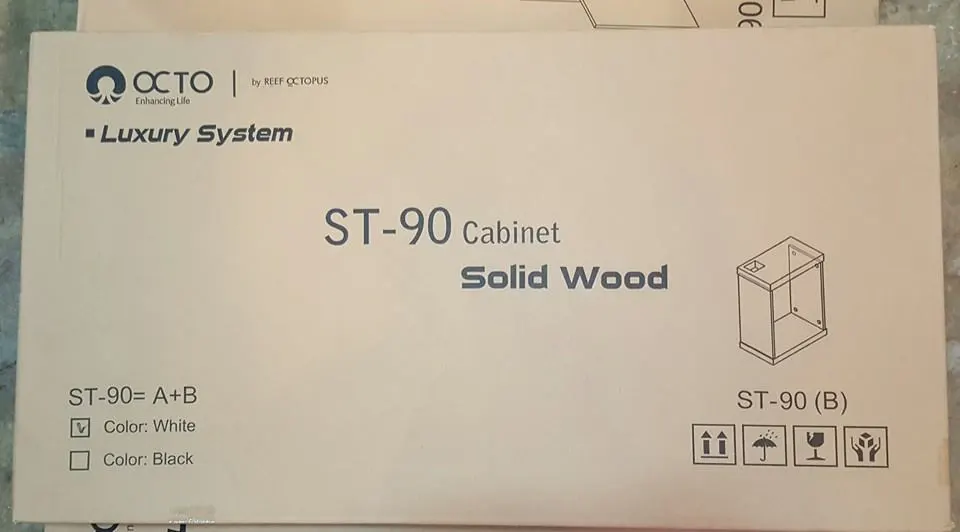 OCTO
by REEF OCTOPUS
Enhancing Life
Luxury System
ST-90 Cabinet
Solid Wood
ST-90= A+B
Color: White
Color: Black
ST-90 (B)